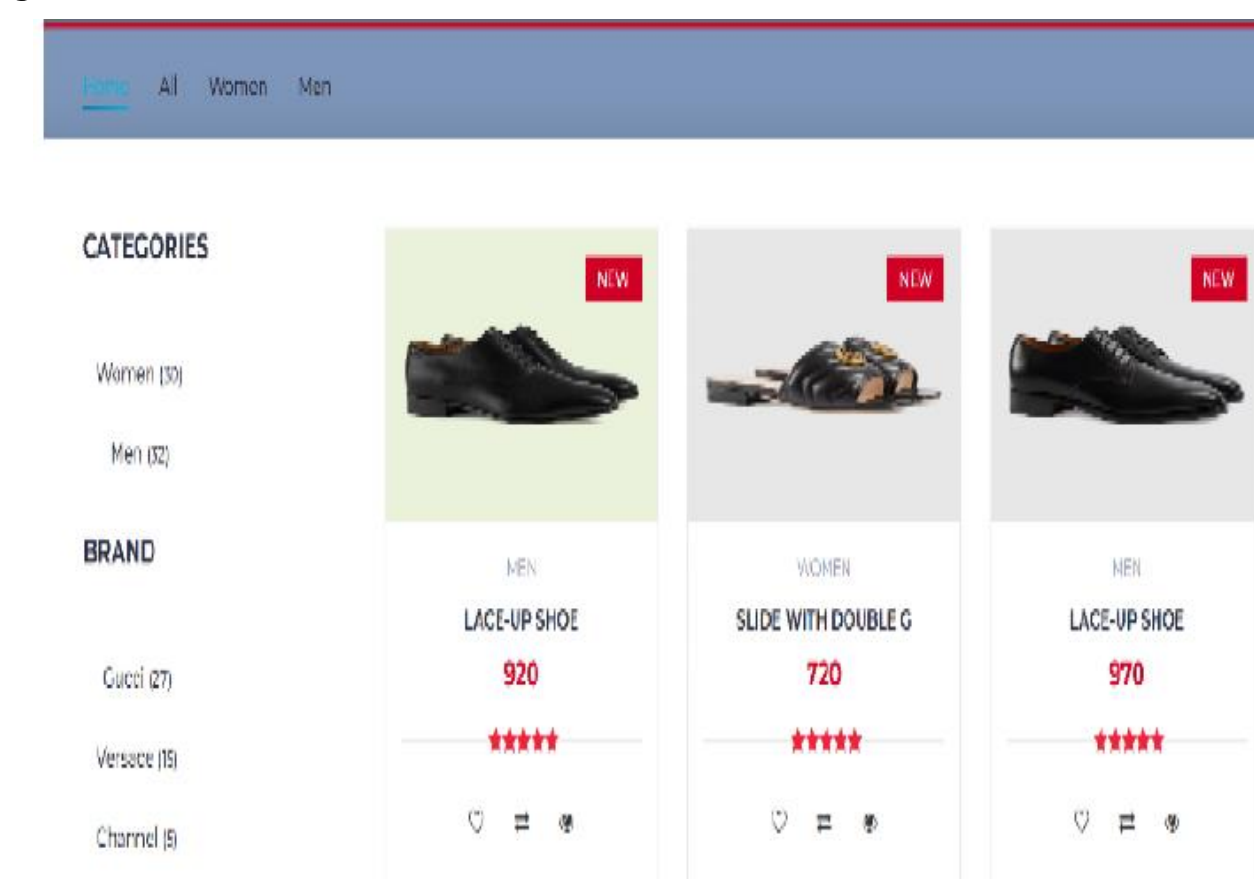 Home All Women Men
CATEGORIES
Women (30)
Men (32)
BRAND
Gucci (27)
Versace (15)
Channel (5)
NEW
MEN
LACE-UP SHOE
920
NEW
WOMEN
SLIDE WITH DOUBLE G
720
NEW
MEN
LACE-UP SHOE
970